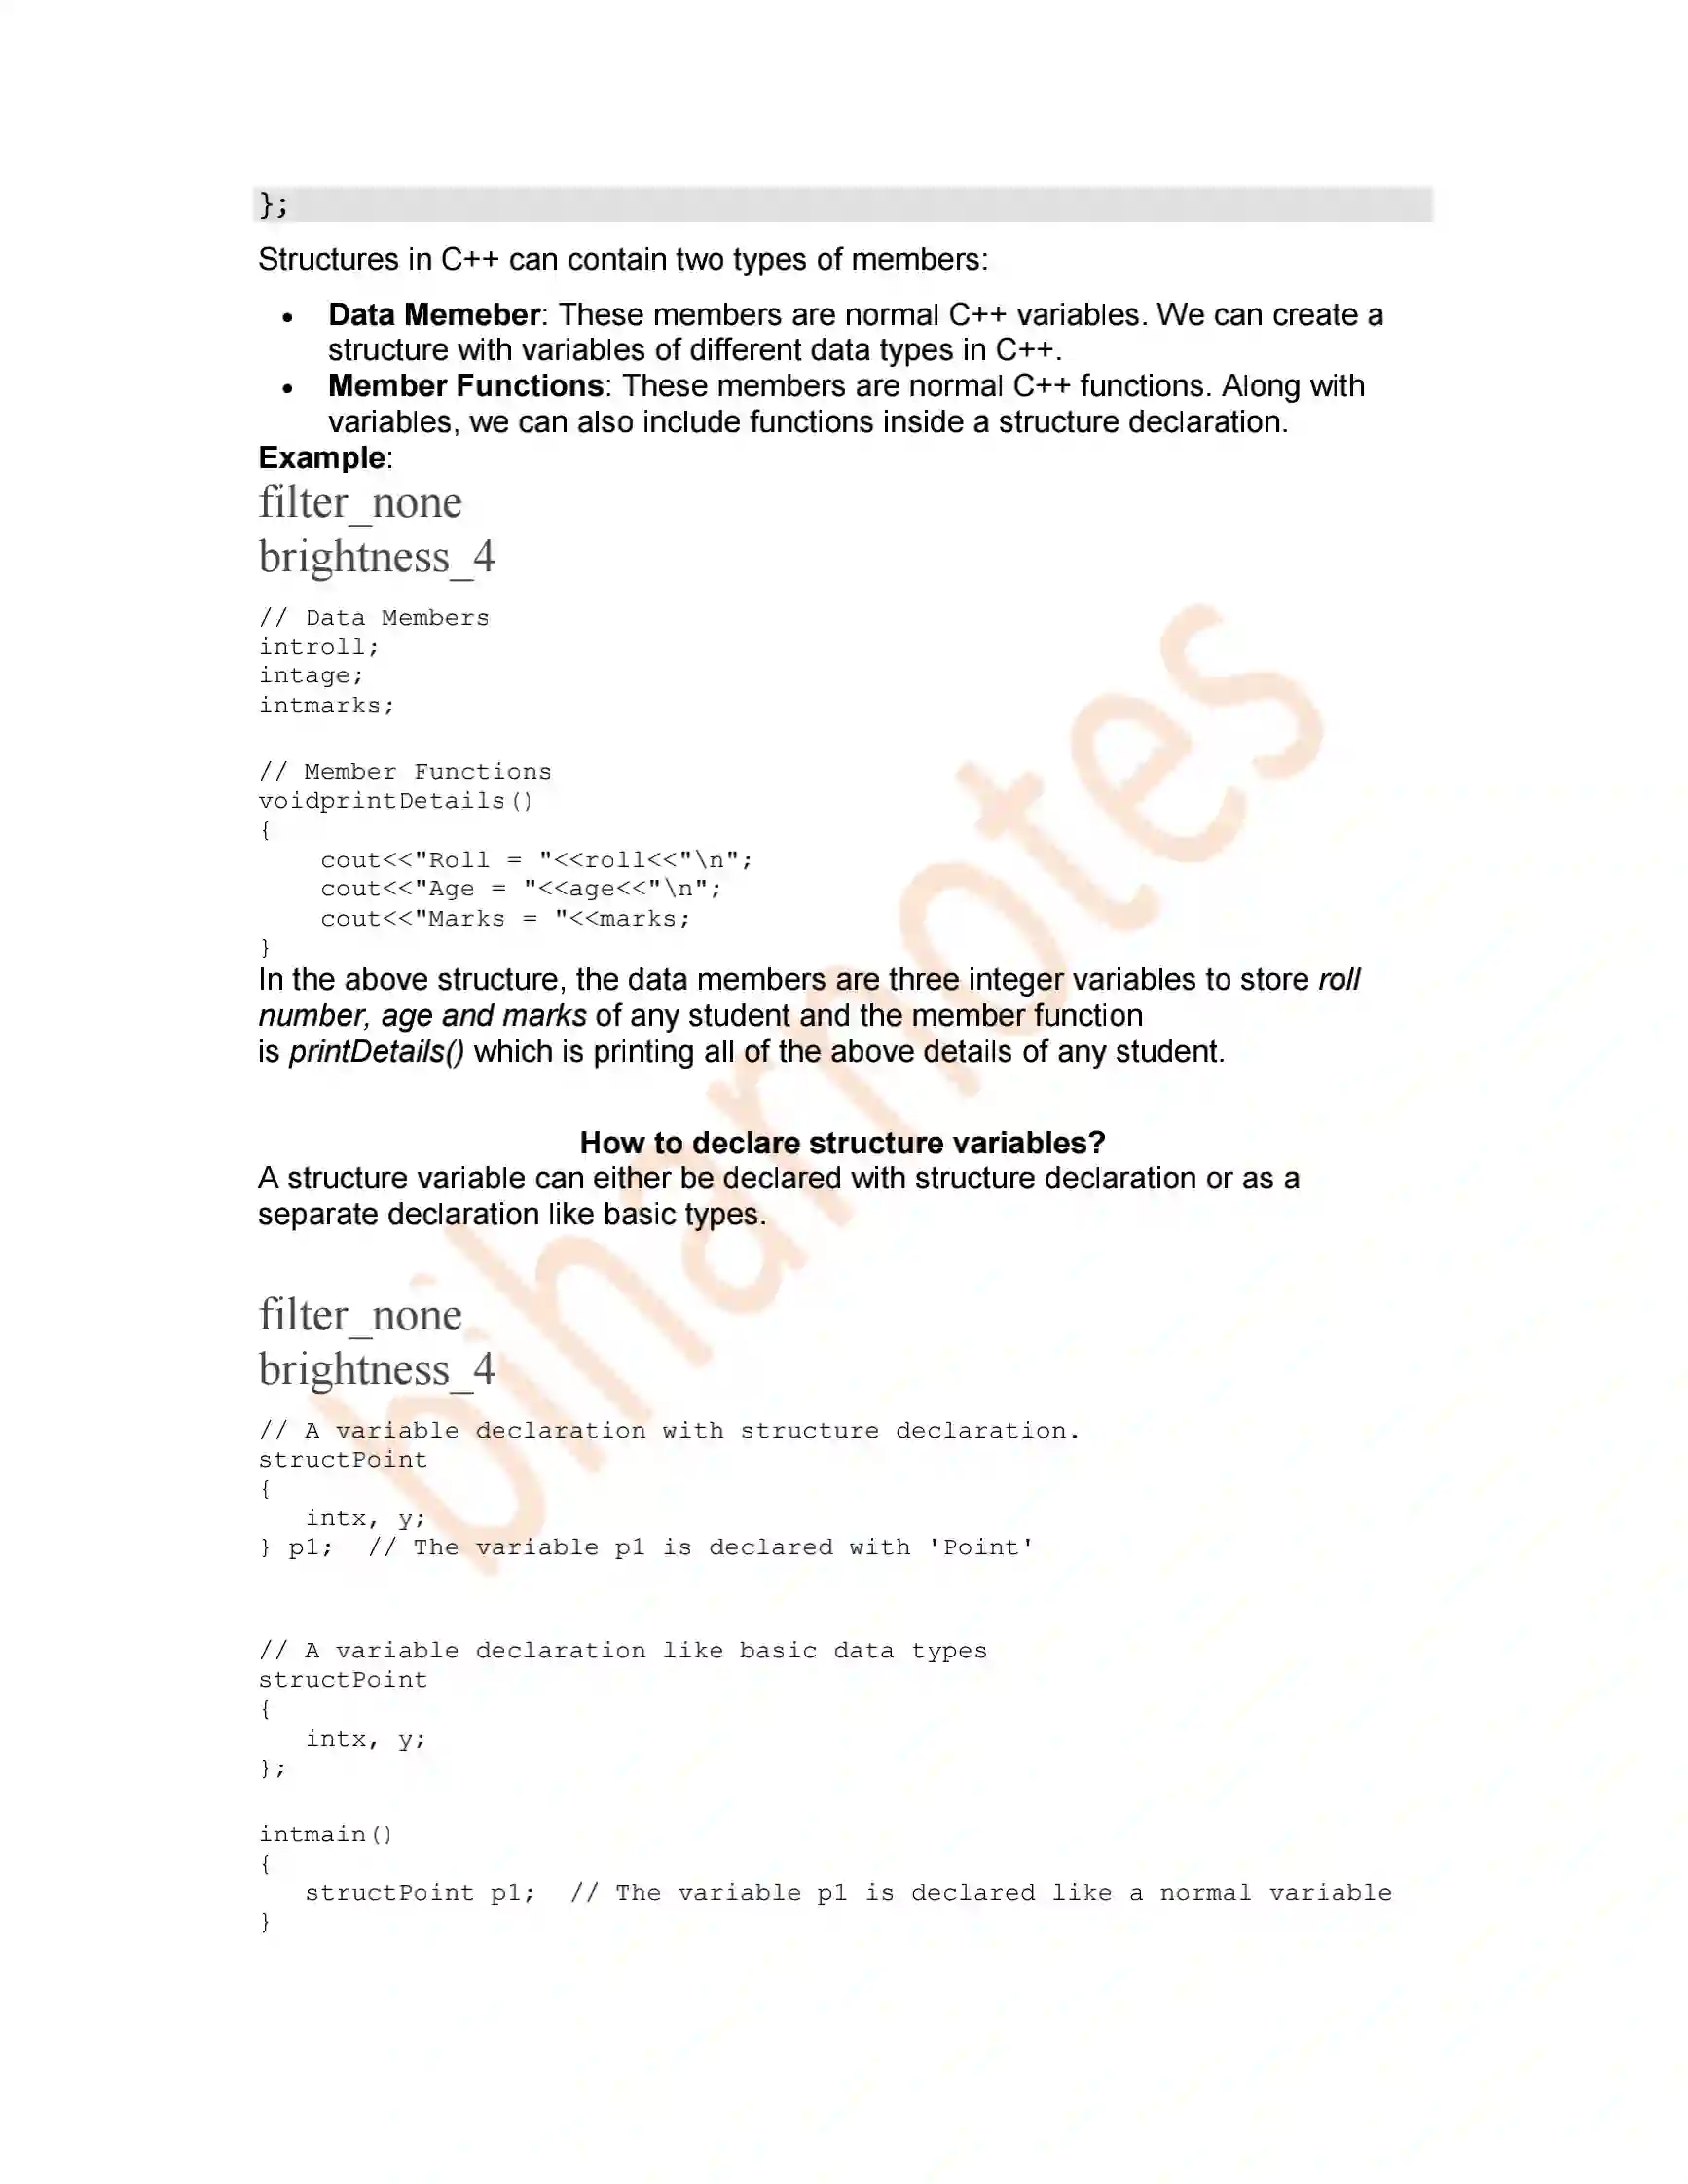 };
Structures in C++ can contain two types of members:
• Data Memeber: These members are normal C++ variables. We can create a
structure with variables of different data types in C++.
• Member Functions: These members are normal C++ functions. Along with
variables, we can also include functions inside a structure declaration.
Example:
filter_none
brightness_4
// Data Members
introll;
intage;
intmarks;
// Member Functions
voidprintDetails()
{
    cout<<"Roll = "<<roll<<"\n";
    cout<<"Age = "<<age<<"\n";
    cout<<"Marks = "<<marks;
}
In the above structure, the data members are three integer variables to store roll
number, age and marks of any student and the member function
is printDetails() which is printing all of the above details of any student.
How to declare structure variables?
A structure variable can either be declared with structure declaration or as a
separate declaration like basic types.
filter_none
brightness_4
// A variable declaration with structure declaration.
structPoint
{
   intx, y;
} p1;  // The variable p1 is declared with 'Point'
// A variable declaration like basic data types
structPoint
{
   intx, y;
};
intmain()
{
   structPoint p1;  // The variable p1 is declared like a normal variable
}
biharnotes